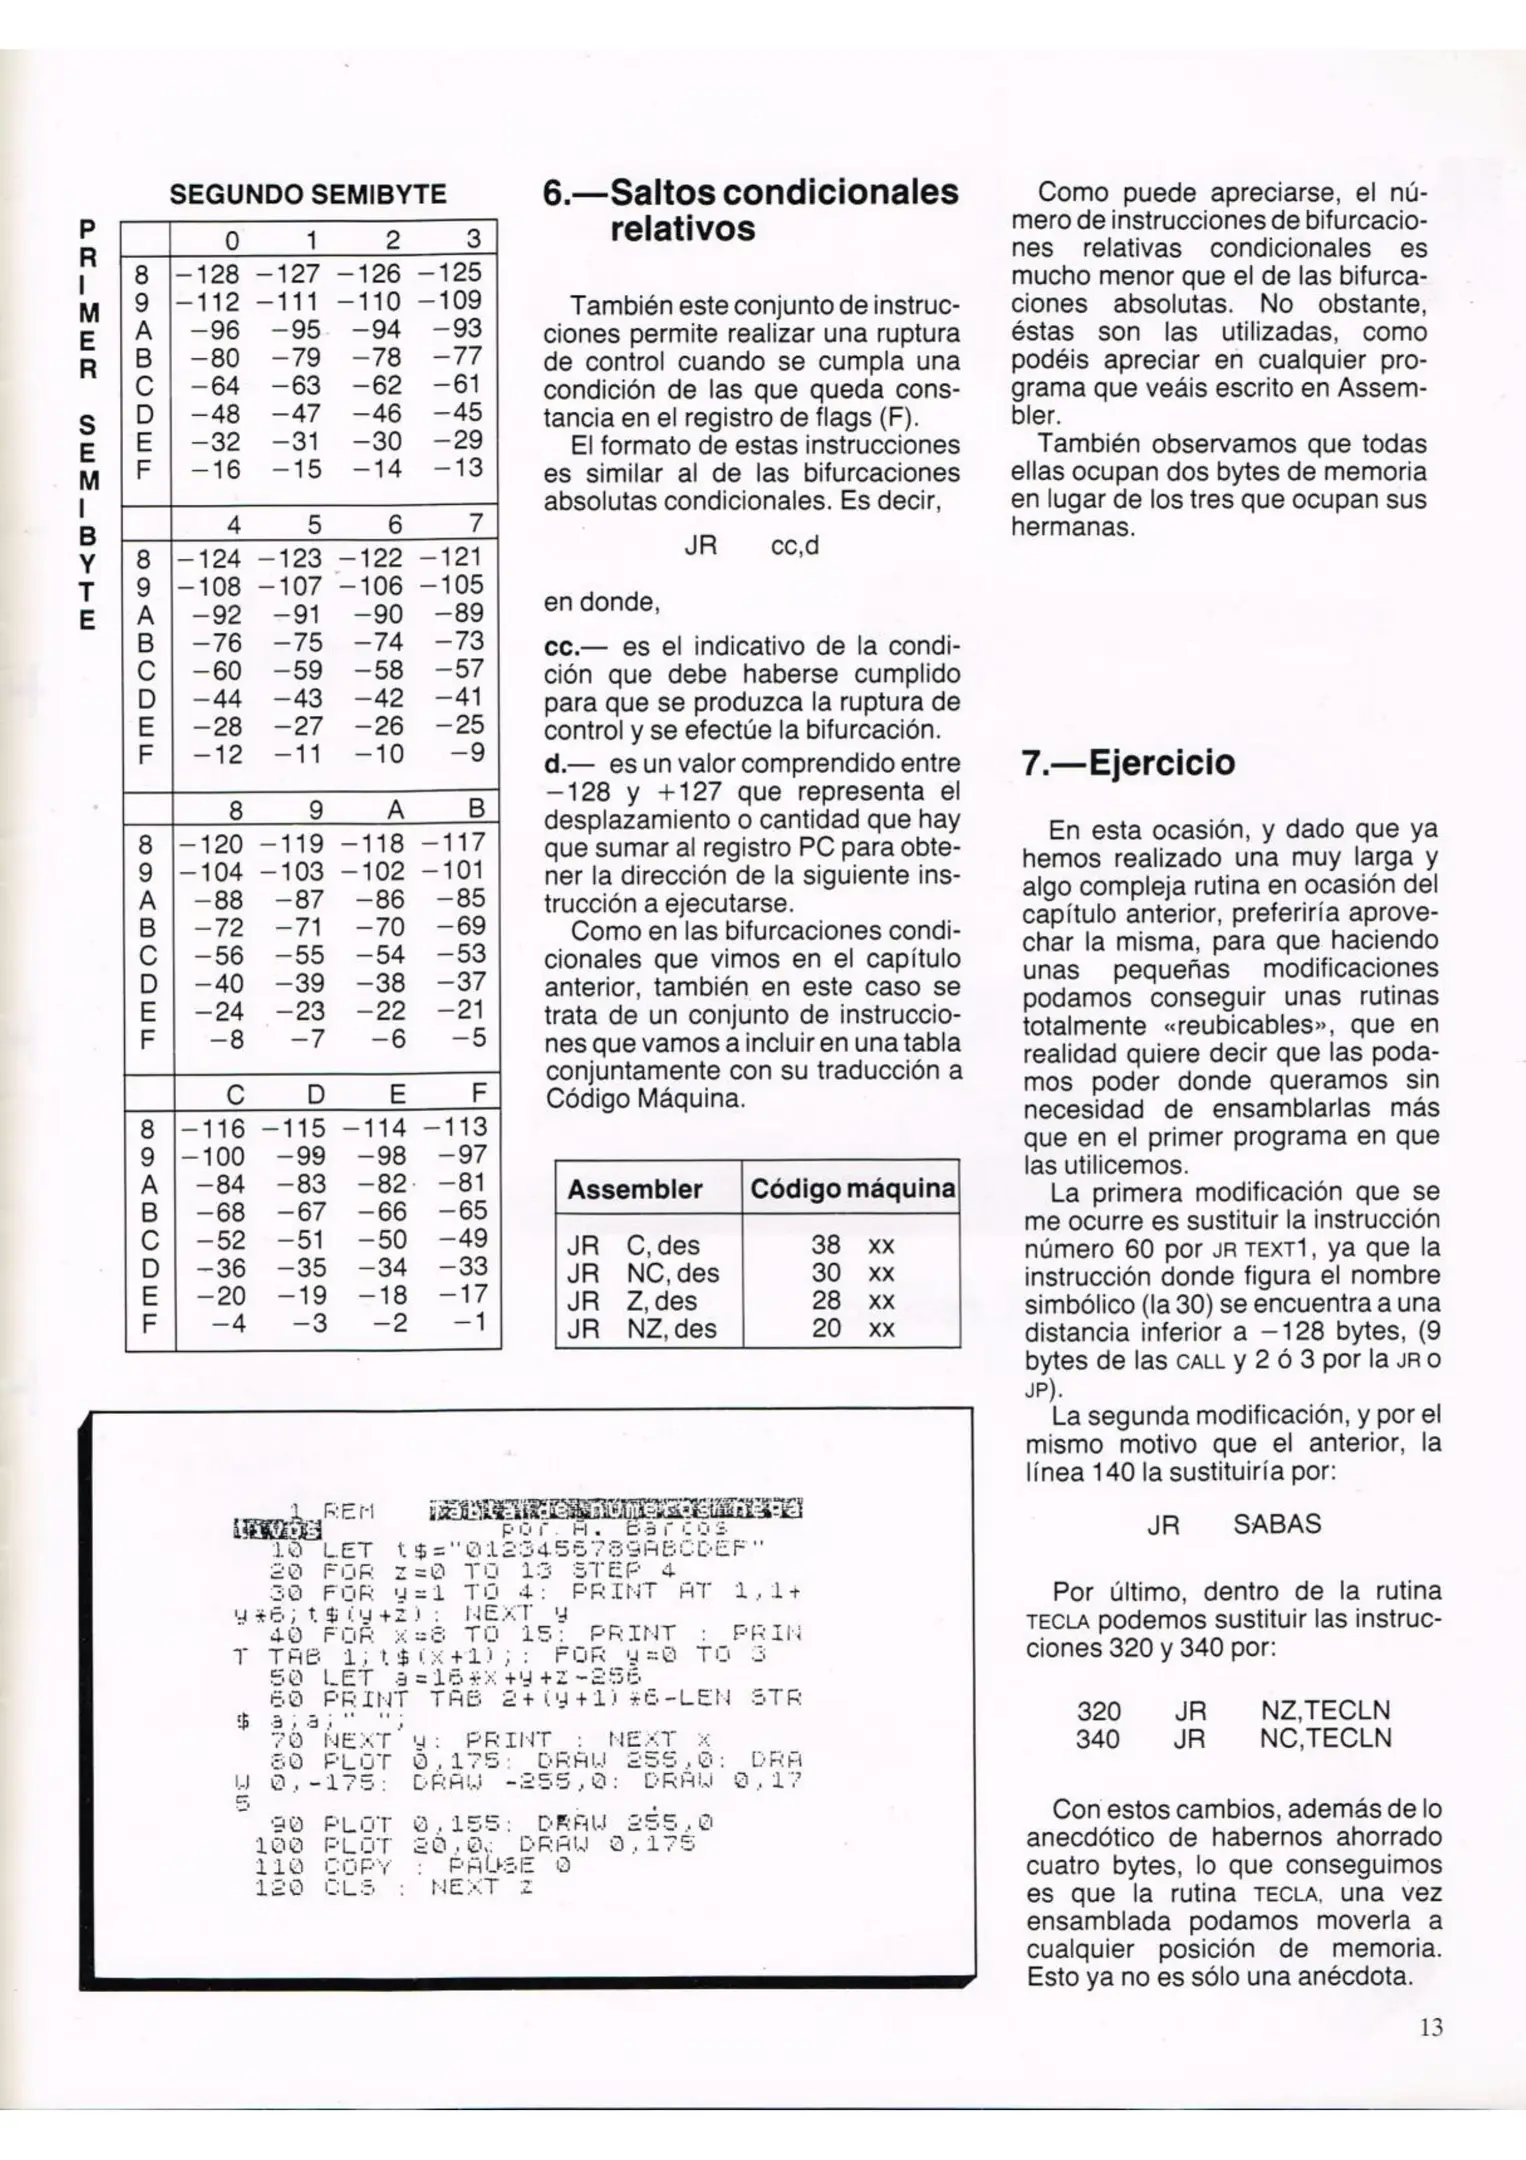 SEGUNDO SEMIBYTE
PRIMER SEMIBYTE
0 1 2 3
8 −128 −127 −126 −125
9 −112 −111 −110 −109
A −96 −95 −94 −93
B −80 −79 −78 −77
C −64 −63 −62 −61
D −48 −47 −46 −45
E −32 −31 −30 −29
F −16 −15 −14 −13
4 5 6 7
8 −124 −123 −122 −121
9 −108 −107 −106 −105
A −92 −91 −90 −89
B −76 −75 −74 −73
C −60 −59 −58 −57
D −44 −43 −42 −41
E −28 −27 −26 −25
F −12 −11 −10 −9
8 9 A B
8 −120 −119 −118 −117
9 −104 −103 −102 −101
A −88 −87 −86 −85
B −72 −71 −70 −69
C −56 −55 −54 −53
D −40 −39 −38 −37
E −24 −23 −22 −21
F −8 −7 −6 −5
C D E F
8 −116 −115 −114 −113
9 −100 −99 −98 −97
A −84 −83 −82 −81
B −68 −67 −66 −65
C −52 −51 −50 −49
D −36 −35 −34 −33
E −20 −19 −18 −17
F −4 −3 −2 −1
6.—Saltos condicionales
relativos
También este conjunto de instruc-
ciones permite realizar una ruptura
de control cuando se cumpla una
condición de las que queda cons-
tancia en el registro de flags (F).
El formato de estas instrucciones
es similar al de las bifurcaciones
absolutas condicionales. Es decir,
JR cc,d
en donde,
cc.— es el indicativo de la condi-
ción que debe haberse cumplido
para que se produzca la ruptura de
control y se efectúe la bifurcación.
d.— es un valor comprendido entre
−128 y +127 que representa el
desplazamiento o cantidad que hay
que sumar al registro PC para obte-
ner la dirección de la siguiente ins-
trucción a ejecutarse.
Como en las bifurcaciones condi-
cionales que vimos en el capítulo
anterior, también en este caso se
trata de un conjunto de instruccio-
nes que vamos a incluir en una tabla
conjuntamente con su traducción a
Código Máquina.
Assembler Código máquina
JR C, des 38 xx
JR NC, des 30 xx
JR Z, des 28 xx
JR NZ, des 20 xx
1 REM Tabla de numeros nega
tivos por A. Barcos
10 LET t$="0123456789ABCDEF"
20 FOR z=0 TO 13 STEP 4
30 FOR y=1 TO 4: PRINT AT 1,1+
y*6;t$(y+z): NEXT y
40 FOR x=8 TO 15: PRINT : PRIN
T TAB 1;t$(x+1);: FOR y=0 TO 3
50 LET a=16*x+y+z-256
60 PRINT TAB 2+(y+1)*6-LEN STR
$ a;a;" ";
70 NEXT y: PRINT : NEXT x
80 PLOT 0,175: DRAW 255,0: DRA
W 0,-175: DRAW -255,0: DRAW 0,17
5
90 PLOT 0,155: DRAW 255,0
100 PLOT 20,0: DRAW 0,175
110 COPY : PAUSE 0
120 CLS : NEXT z
Como puede apreciarse, el nú-
mero de instrucciones de bifurcacio-
nes relativas condicionales es
mucho menor que el de las bifurca-
ciones absolutas. No obstante,
éstas son las utilizadas, como
podéis apreciar en cualquier pro-
grama que veáis escrito en Assem-
bler.
También observamos que todas
ellas ocupan dos bytes de memoria
en lugar de los tres que ocupan sus
hermanas.
7.—Ejercicio
En esta ocasión, y dado que ya
hemos realizado una muy larga y
algo compleja rutina en ocasión del
capítulo anterior, preferiría aprove-
char la misma, para que haciendo
unas pequeñas modificaciones
podamos conseguir unas rutinas
totalmente «reubicables», que en
realidad quiere decir que las poda-
mos poder donde queramos sin
necesidad de ensamblarlas más
que en el primer programa en que
las utilicemos.
La primera modificación que se
me ocurre es sustituir la instrucción
número 60 por JR TEXT1, ya que la
instrucción donde figura el nombre
simbólico (la 30) se encuentra a una
distancia inferior a −128 bytes, (9
bytes de las CALL y 2 ó 3 por la JR o
JP).
La segunda modificación, y por el
mismo motivo que el anterior, la
línea 140 la sustituiría por:
JR SABAS
Por último, dentro de la rutina
TECLA podemos sustituir las instruc-
ciones 320 y 340 por:
320 JR NZ,TECLN
340 JR NC,TECLN
Con estos cambios, además de lo
anecdótico de habernos ahorrado
cuatro bytes, lo que conseguimos
es que la rutina TECLA, una vez
ensamblada podamos moverla a
cualquier posición de memoria.
Esto ya no es sólo una anécdota.
13